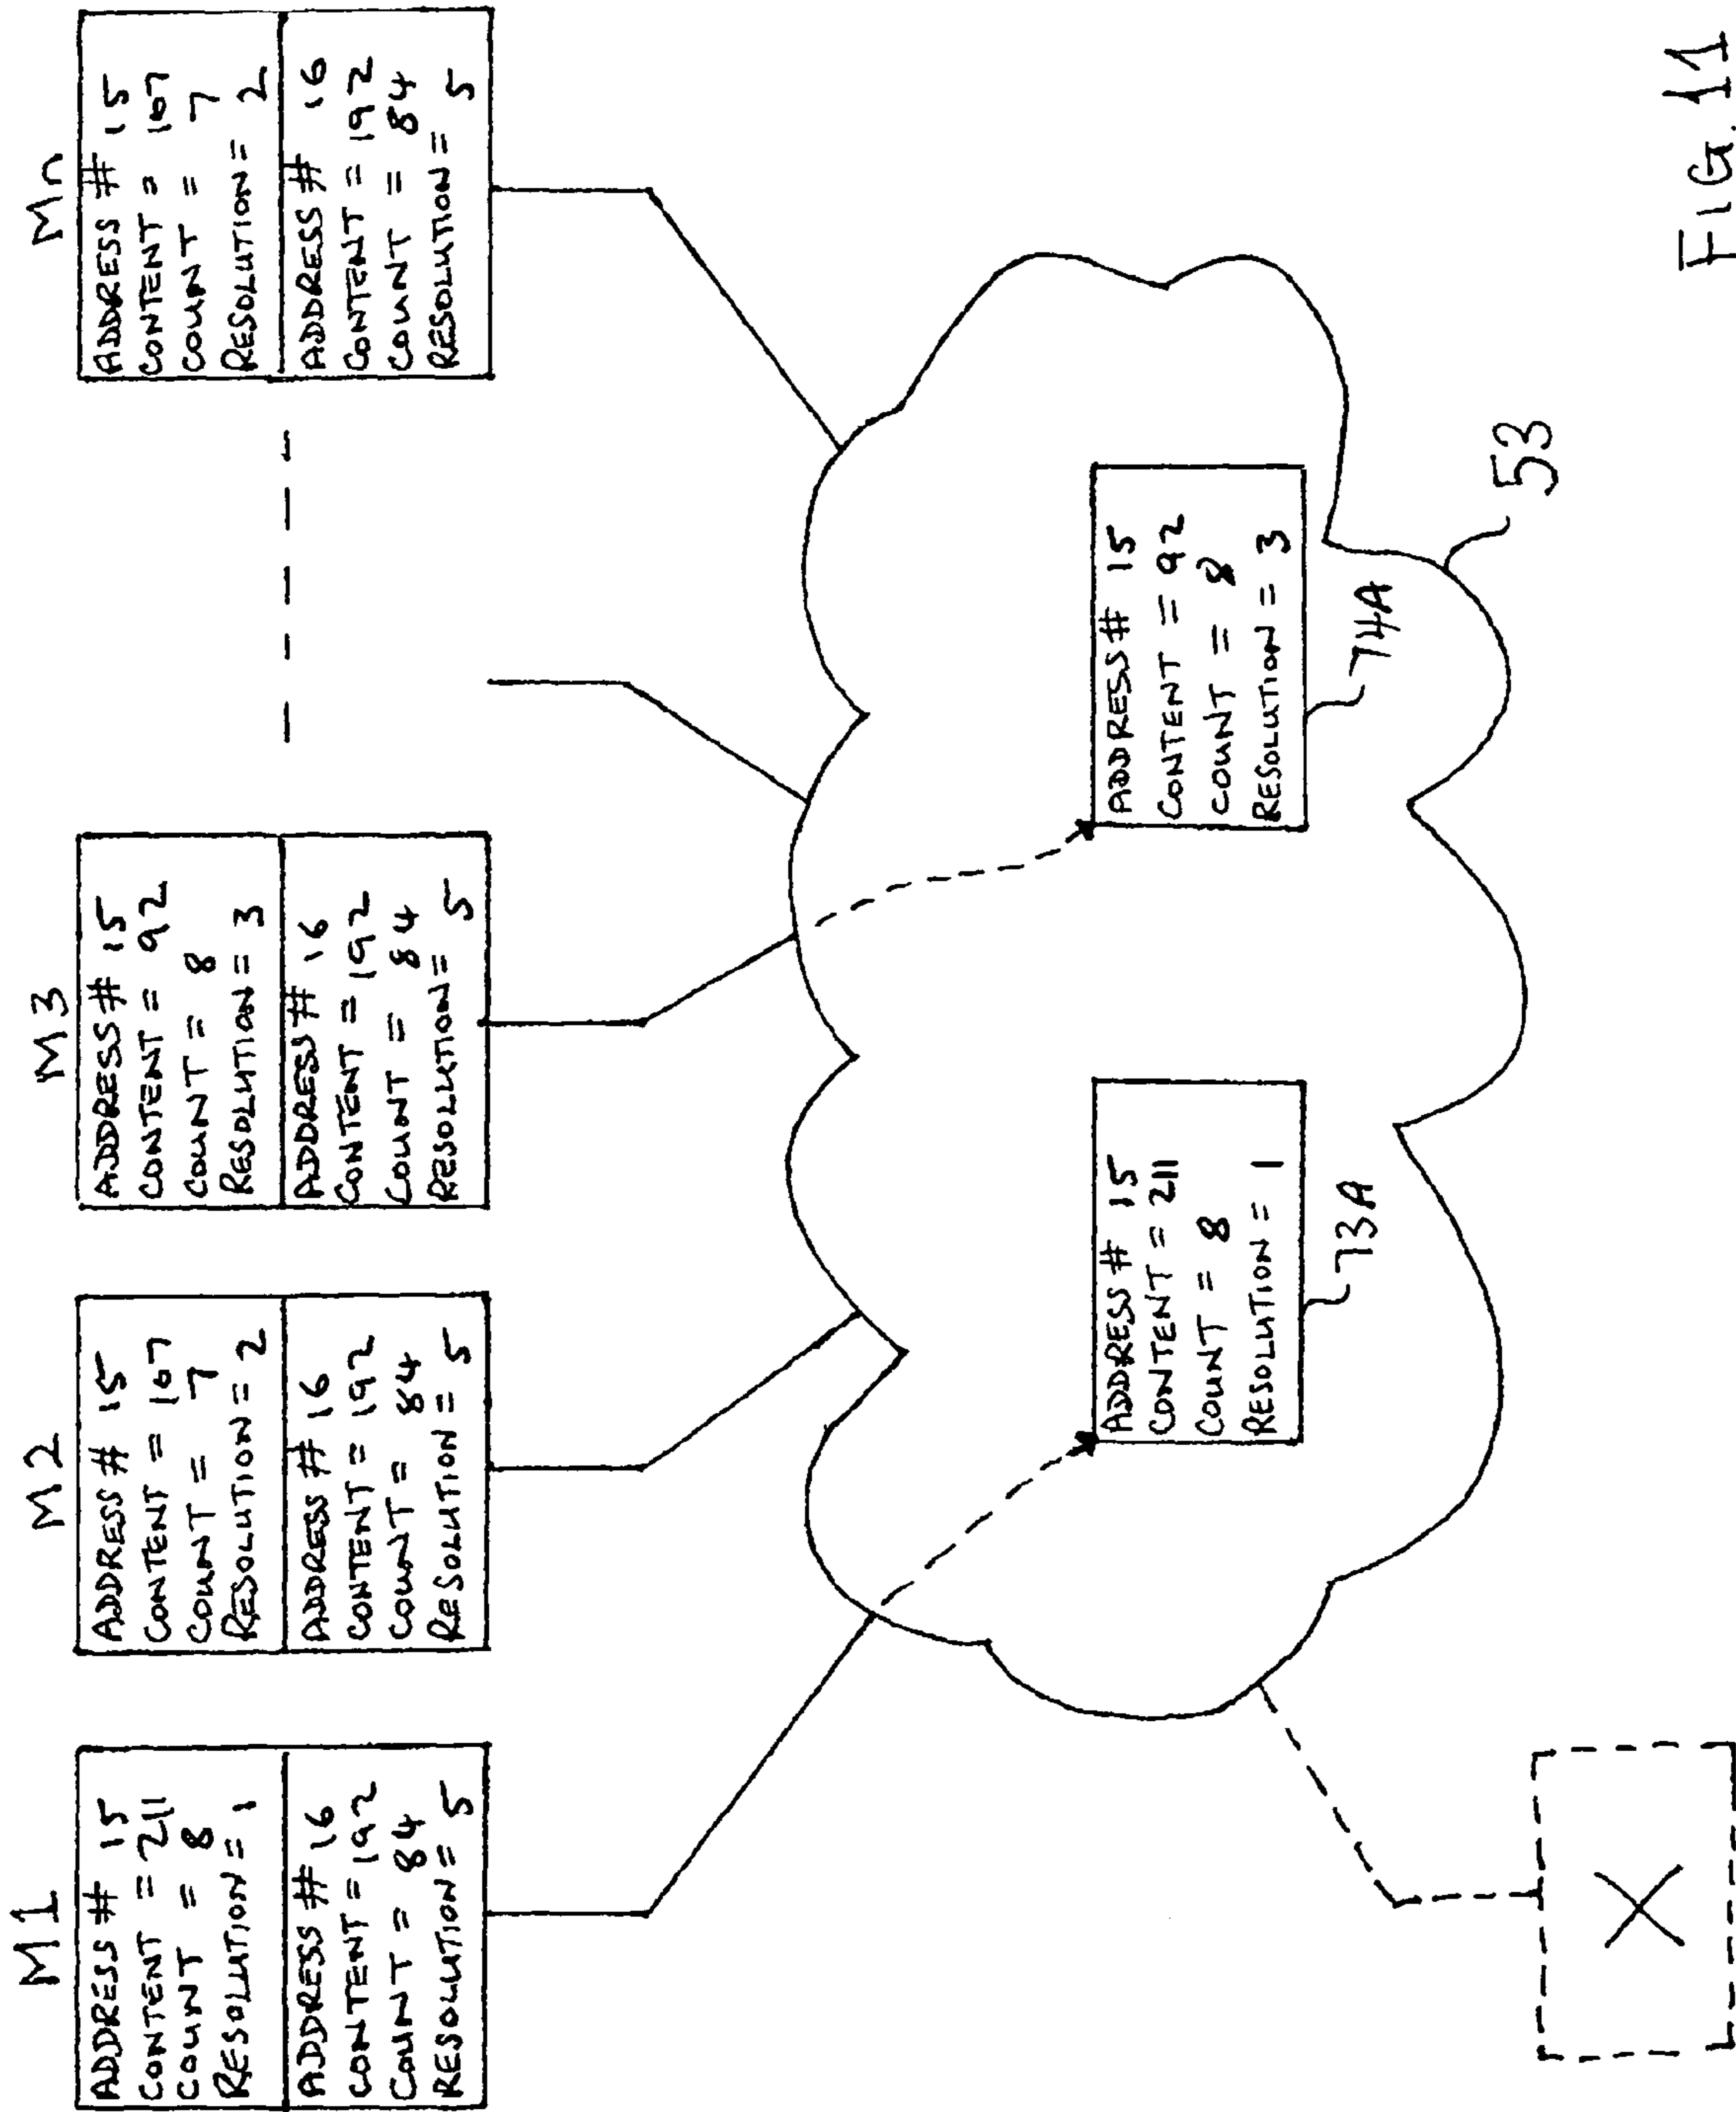 M1
ADDRESS # 15
CONTENT = 211
COUNT = 8
RESOLUTION = 1
ADDRESS # 16
CONTENT = 192
COUNT = 84
RESOLUTION = 5
M2
ADDRESS # 15
CONTENT = 107
COUNT = 7
RESOLUTION = 2
ADDRESS # 16
CONTENT = 192
COUNT = 84
RESOLUTION = 5
M3
ADDRESS # 15
CONTENT = 92
COUNT = 8
RESOLUTION = 3
ADDRESS # 16
CONTENT = 192
COUNT = 84
RESOLUTION = 5
Mn
ADDRESS # 15
CONTENT = 107
COUNT = 7
RESOLUTION = 2
ADDRESS # 16
CONTENT = 192
COUNT = 84
RESOLUTION = 5
ADDRESS # 15
CONTENT = 211
COUNT = 8
RESOLUTION = 1
73A
ADDRESS # 15
CONTENT = 92
COUNT = 8
RESOLUTION = 3
74A
53
X
FIG. 11